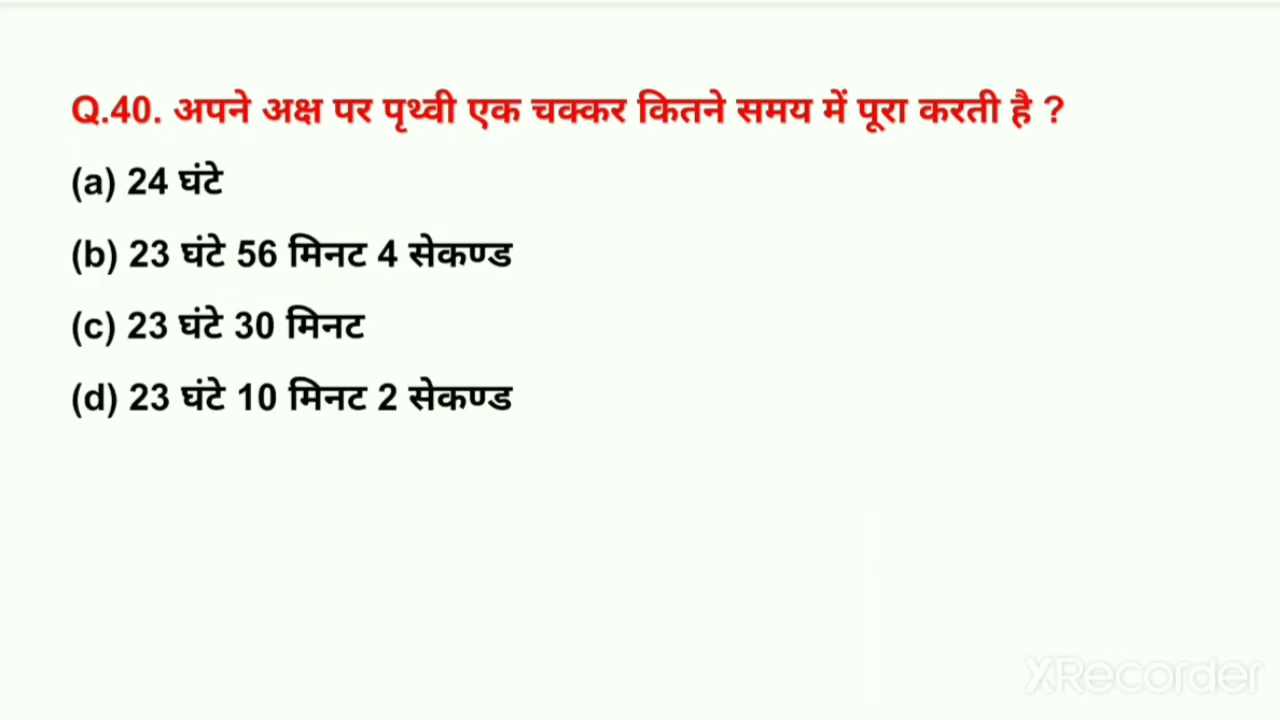 Q.40. अपने अक्ष पर पृथ्वी एक चक्कर कितने समय में पूरा करती है ?
(a) 24 घंटे
(b) 23 घंटे 56 मिनट 4 सेकण्ड
(c) 23 घंटे 30 मिनट
(d) 23 घंटे 10 मिनट 2 सेकण्ड
XRecorder